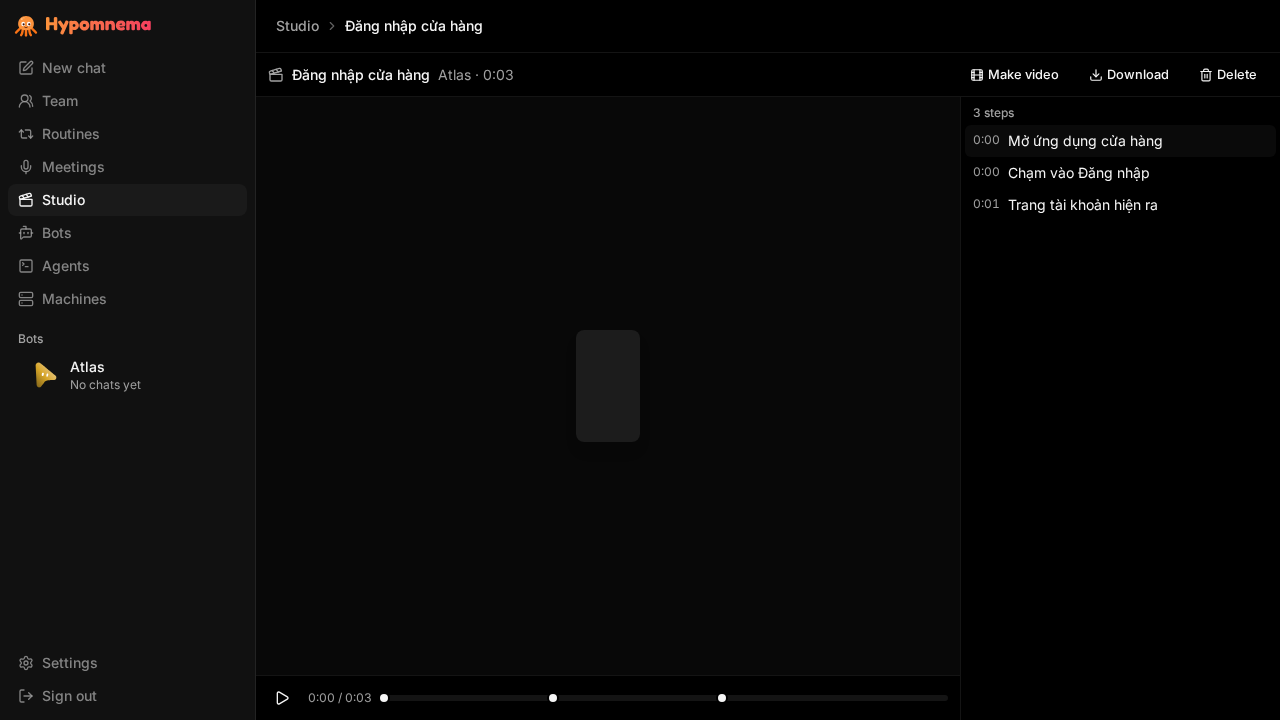 Hypomnema
New chat
Team
Routines
Meetings
Studio
Bots
Agents
Machines
Bots
Atlas
No chats yet
Settings
Sign out
Studio
Đăng nhập cửa hàng
Đăng nhập cửa hàng Atlas · 0:03
Make video
Download
Delete
3 steps
0:00 Mở ứng dụng cửa hàng
0:00 Chạm vào Đăng nhập
0:01 Trang tài khoản hiện ra
0:00 / 0:03